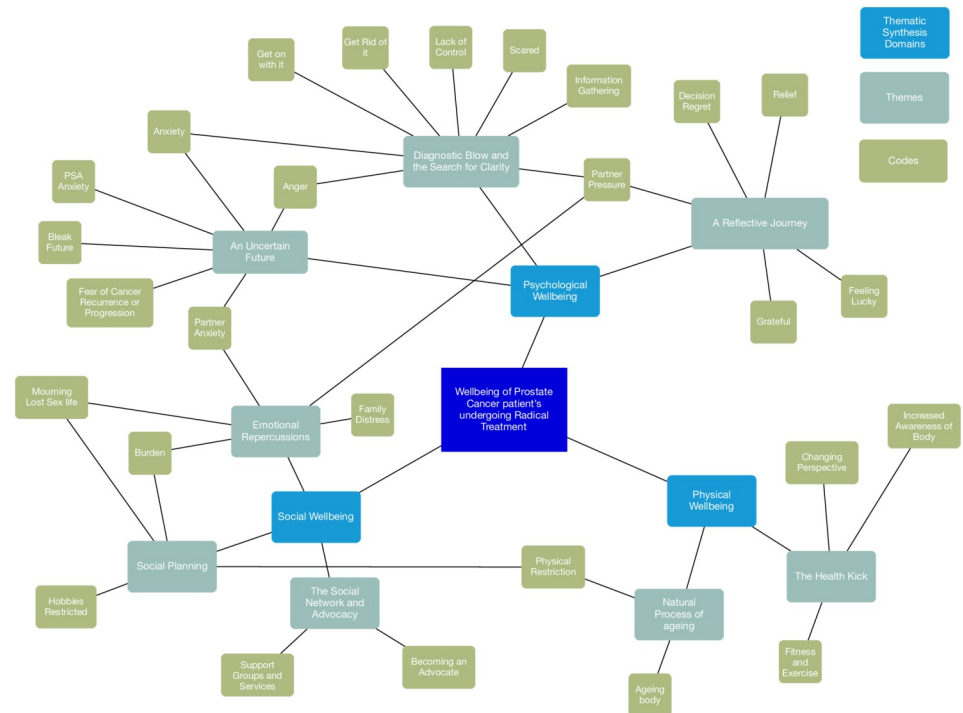 Thematic
Synthesis
Domains
Themes
Codes
Get on
with it
Get Rid of
it
Lack of
Control
Scared
Information
Gathering
Decision
Regret
Relief
Anxiety
Diagnostic Blow and
the Search for Clarity
PSA
Anxiety
Anger
Partner
Pressure
A Reflective Journey
Bleak
Future
An Uncertain
Future
Psychological
Wellbeing
Fear of Cancer
Recurrence or
Progression
Partner
Anxiety
Grateful
Feeling
Lucky
Mourning
Lost Sex life
Wellbeing of Prostate
Cancer patient's
undergoing Radical
Treatment
Emotional
Repercussions
Family
Distress
Increased
Awareness of
Body
Burden
Changing
Perspective
Social Wellbeing
Physical
Wellbeing
Social Planning
Physical
Restriction
The Health Kick
Hobbies
Restricted
The Social
Network and
Advocacy
Natural
Process of
ageing
Support
Groups and
Services
Becoming an
Advocate
Fitness
and
Exercise
Ageing
body